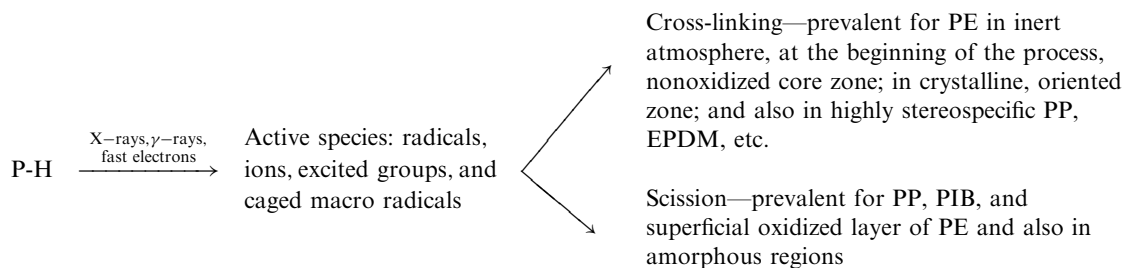 Cross-linking—prevalent for PE in inert
atmosphere, at the beginning of the process,
nonoxidized core zone; in crystalline, oriented
zone; and also in highly stereospecific PP,
EPDM, etc.
P-H
X−rays,γ−rays,
fast electrons
Active species: radicals,
ions, excited groups, and
caged macro radicals
Scission—prevalent for PP, PIB, and
superficial oxidized layer of PE and also in
amorphous regions